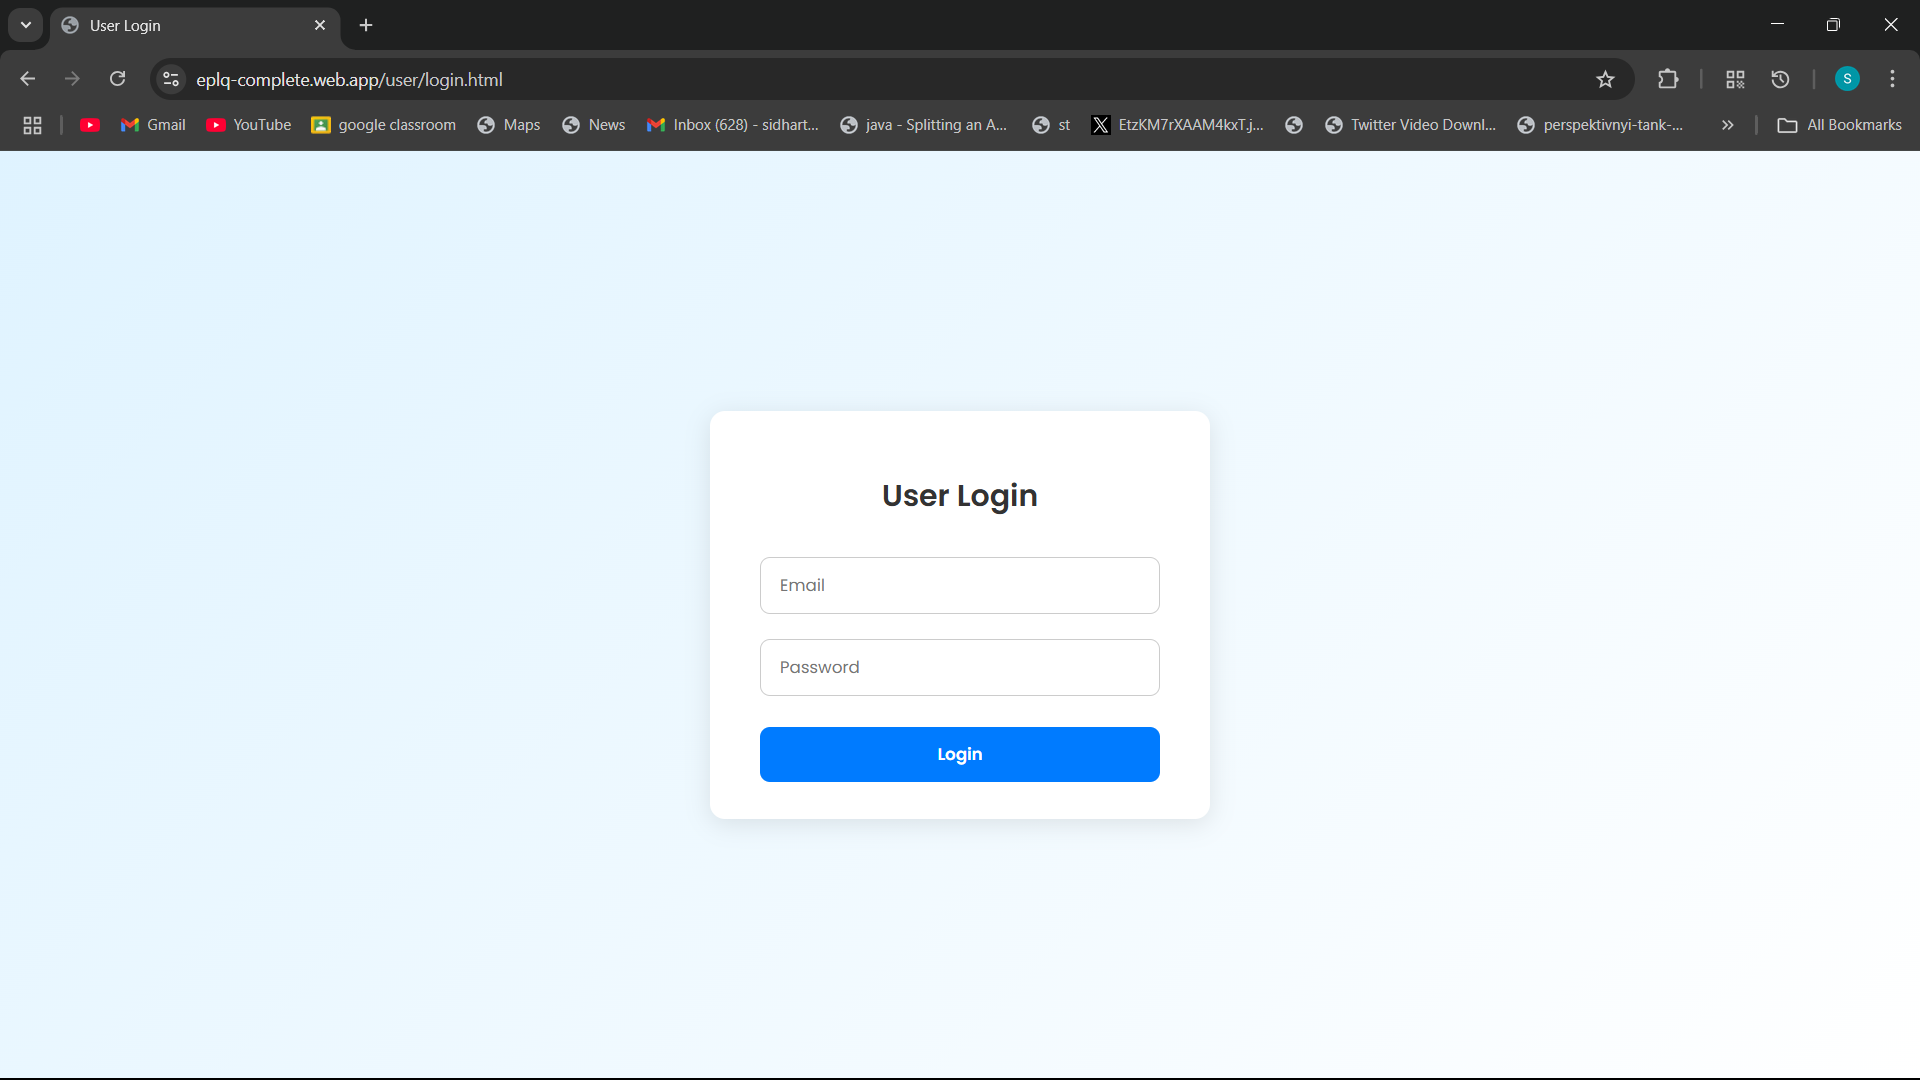 User Login
eplq-complete.web.app/user/login.html
S
Gmail
YouTube
google classroom
Maps
News
Inbox (628) - sidhart...
java - Splitting an A...
st
EtzKM7rXAAM4kxT.j...
Twitter Video Downl...
perspektivnyi-tank-...
All Bookmarks
User Login
Email
Password
Login